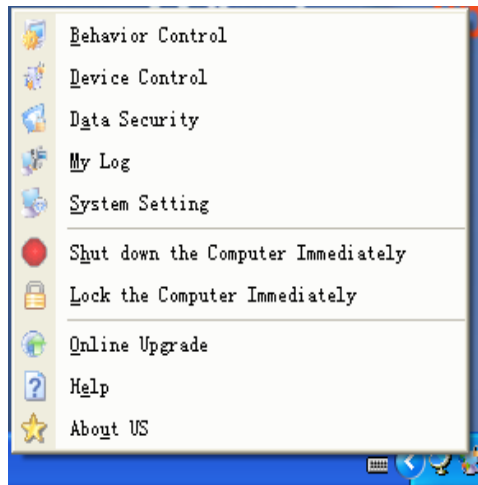 Behavior Control
Device Control
Data Security
My Log
System Setting
Shut down the Computer Immediately
Lock the Computer Immediately
Online Upgrade
Help
About US